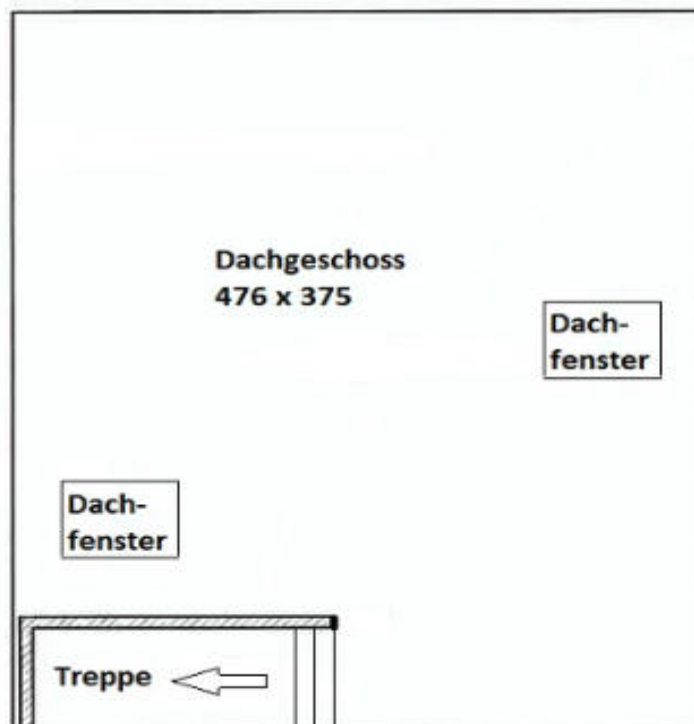 Dachgeschoss
476 x 375
Dach-
fenster
Dach-
fenster
Treppe